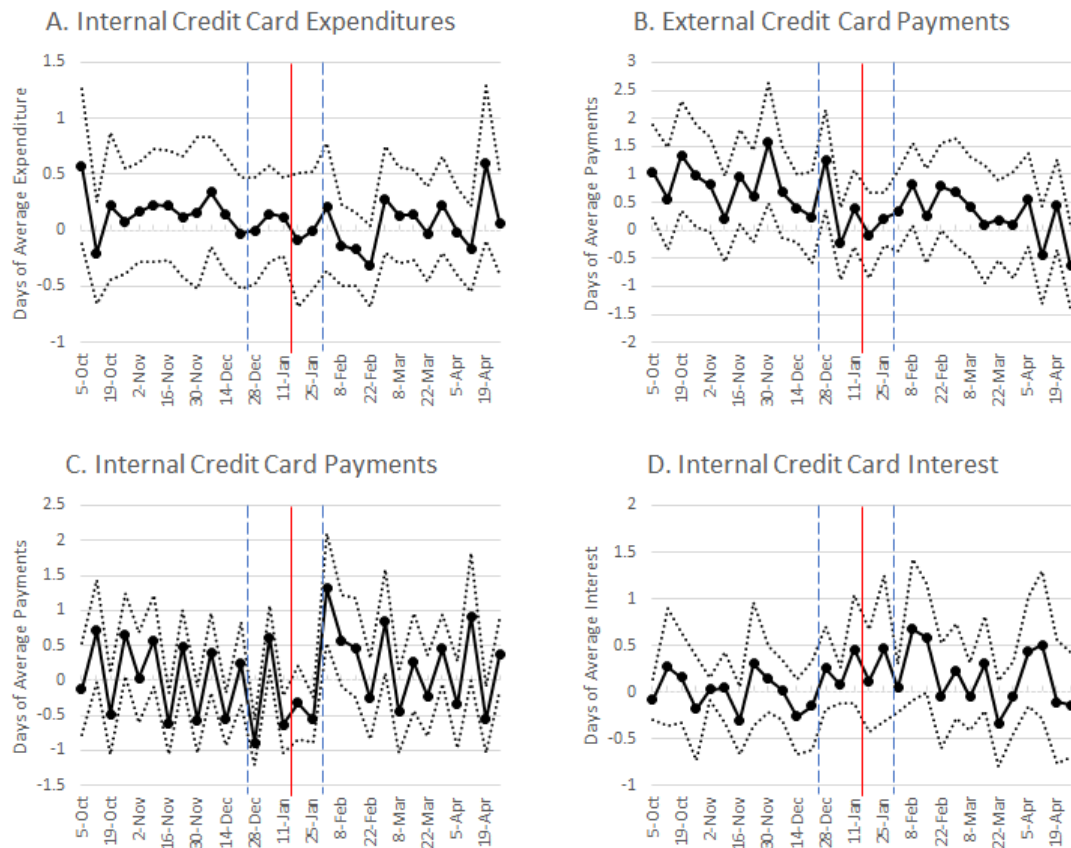 A. Internal Credit Card Expenditures
Days of Average Expenditure
1.5
1
0.5
0
-0.5
-1
5-Oct
19-Oct
2-Nov
16-Nov
30-Nov
14-Dec
28-Dec
11-Jan
25-Jan
8-Feb
22-Feb
8-Mar
22-Mar
5-Apr
19-Apr
B. External Credit Card Payments
Days of Average Payments
3
2.5
2
1.5
1
0.5
0
-0.5
-1
-1.5
-2
5-Oct
19-Oct
2-Nov
16-Nov
30-Nov
14-Dec
28-Dec
11-Jan
25-Jan
8-Feb
22-Feb
8-Mar
22-Mar
5-Apr
19-Apr
C. Internal Credit Card Payments
Days of Average Payments
2.5
2
1.5
1
0.5
0
-0.5
-1
-1.5
5-Oct
19-Oct
2-Nov
16-Nov
30-Nov
14-Dec
28-Dec
11-Jan
25-Jan
8-Feb
22-Feb
8-Mar
22-Mar
5-Apr
19-Apr
D. Internal Credit Card Interest
Days of Average Interest
2
1.5
1
0.5
0
-0.5
-1
5-Oct
19-Oct
2-Nov
16-Nov
30-Nov
14-Dec
28-Dec
11-Jan
25-Jan
8-Feb
22-Feb
8-Mar
22-Mar
5-Apr
19-Apr